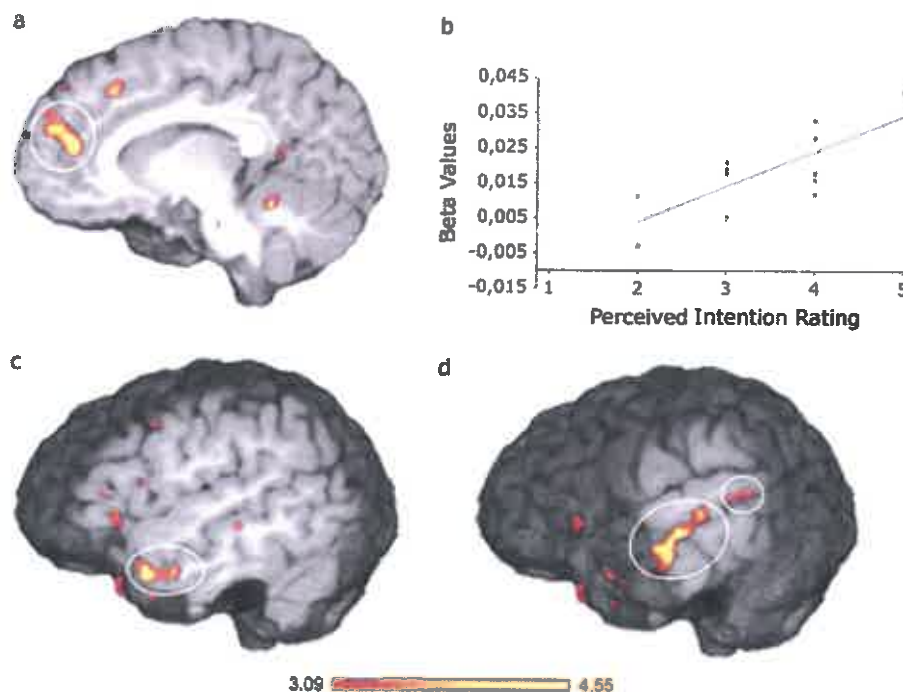 a
b
0,045
0,035
0,025
0,015
0,005
-0,005
-0,015
Beta Values
1 2 3 4 5
Perceived Intention Rating
c
d
3.09 4.55